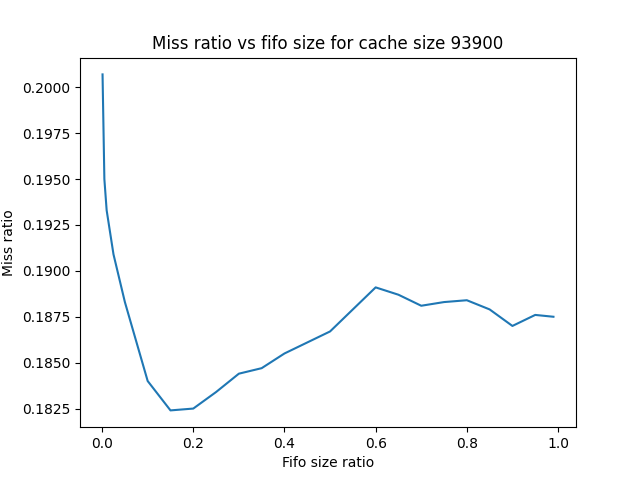 Miss ratio vs fifo size for cache size 93900
0.2000
0.1975
0.1950
0.1925
0.1900
0.1875
0.1850
0.1825
Miss ratio
0.0 0.2 0.4 0.6 0.8 1.0
Fifo size ratio